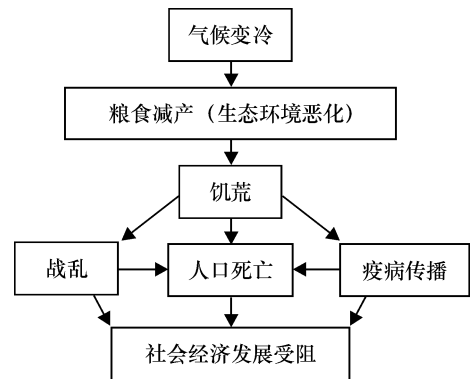 气候变冷
粮食减产（生态环境恶化）
饥荒
战乱
人口死亡
疫病传播
社会经济发展受阻